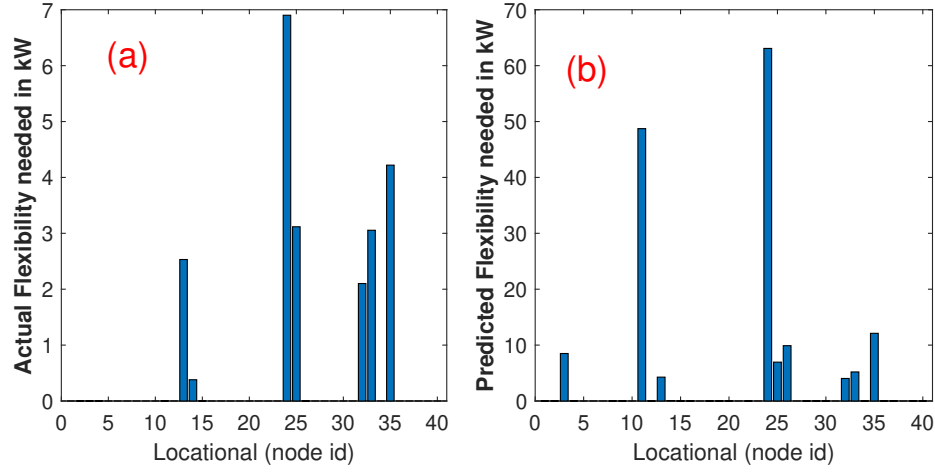 Actual Flexibility needed in kW
7
6
5
4
3
2
1
0
(a)
0 5 10 15 20 25 30 35 40
Locational (node id)
Predicted Flexibility needed in kW
70
60
50
40
30
20
10
0
(b)
0 5 10 15 20 25 30 35 40
Locational (node id)